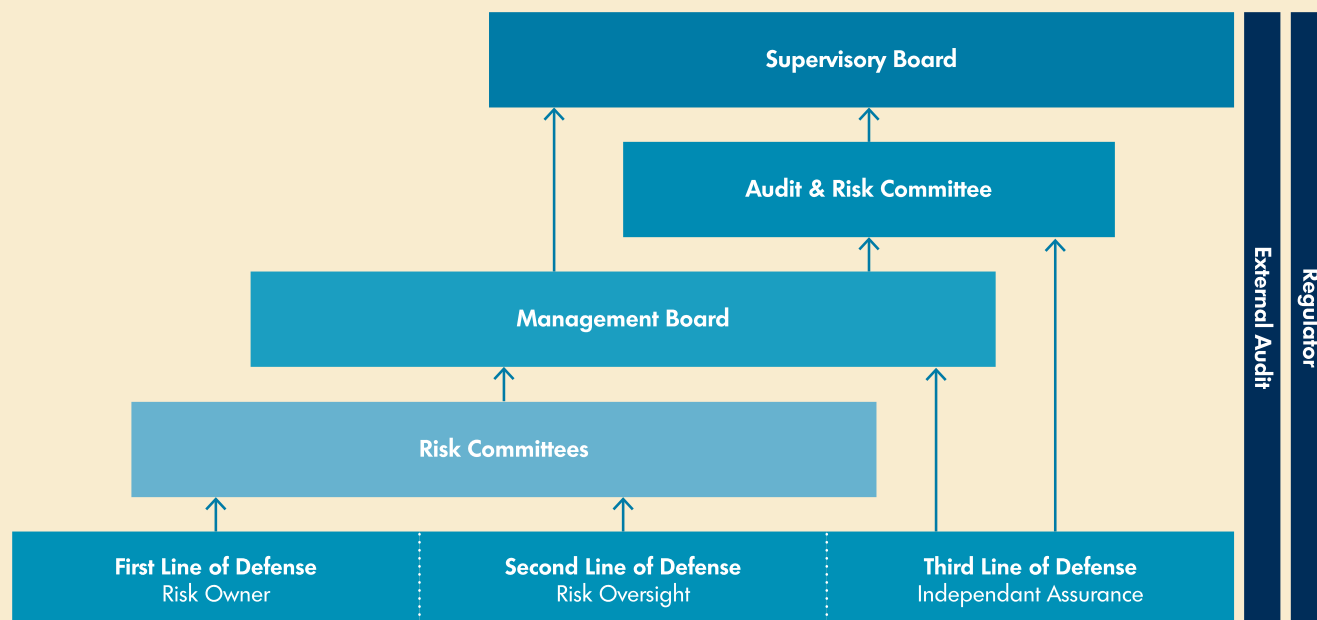 Supervisory Board
Audit & Risk Committee
Management Board
Risk Committees
First Line of Defense
Risk Owner
Second Line of Defense
Risk Oversight
Third Line of Defense
Independant Assurance
External Audit
Regulator